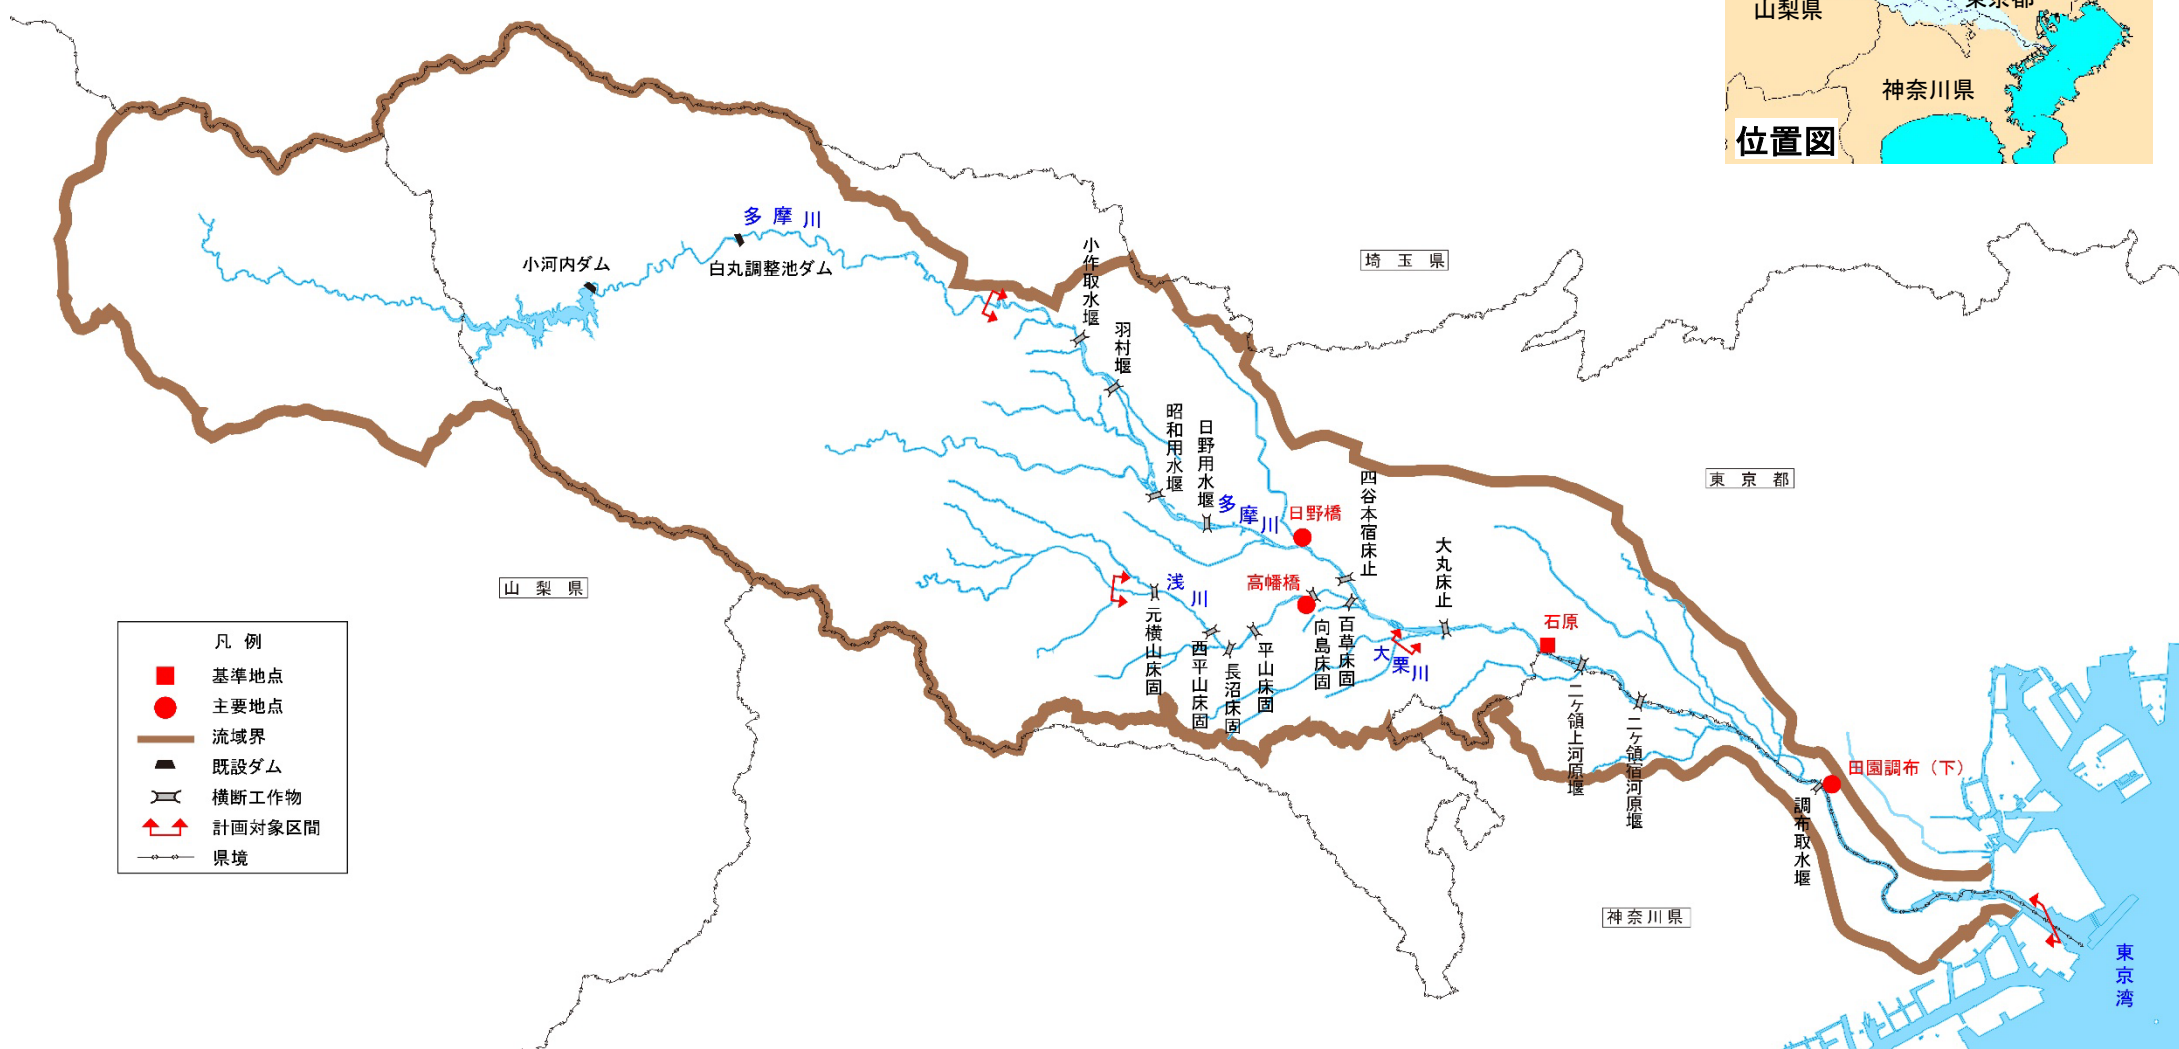 山梨県
東京都
神奈川県
位置図
多摩川
小河内ダム
白丸調整池ダム
小作取水堰
羽村堰
埼玉県
昭和用水堰
日野用水堰
多摩川
日野橋
四谷本宿床止
東京都
大丸床止
山梨県
浅川
高幡橋
元横山床固
西平山床固
長沼床固
平山床固
向島床固
百草床固
大栗川
石原
二ヶ領上河原堰
二ヶ領宿河原堰
田園調布（下）
調布取水堰
神奈川県
東京湾
凡例
基準地点
主要地点
流域界
既設ダム
横断工作物
計画対象区間
県境